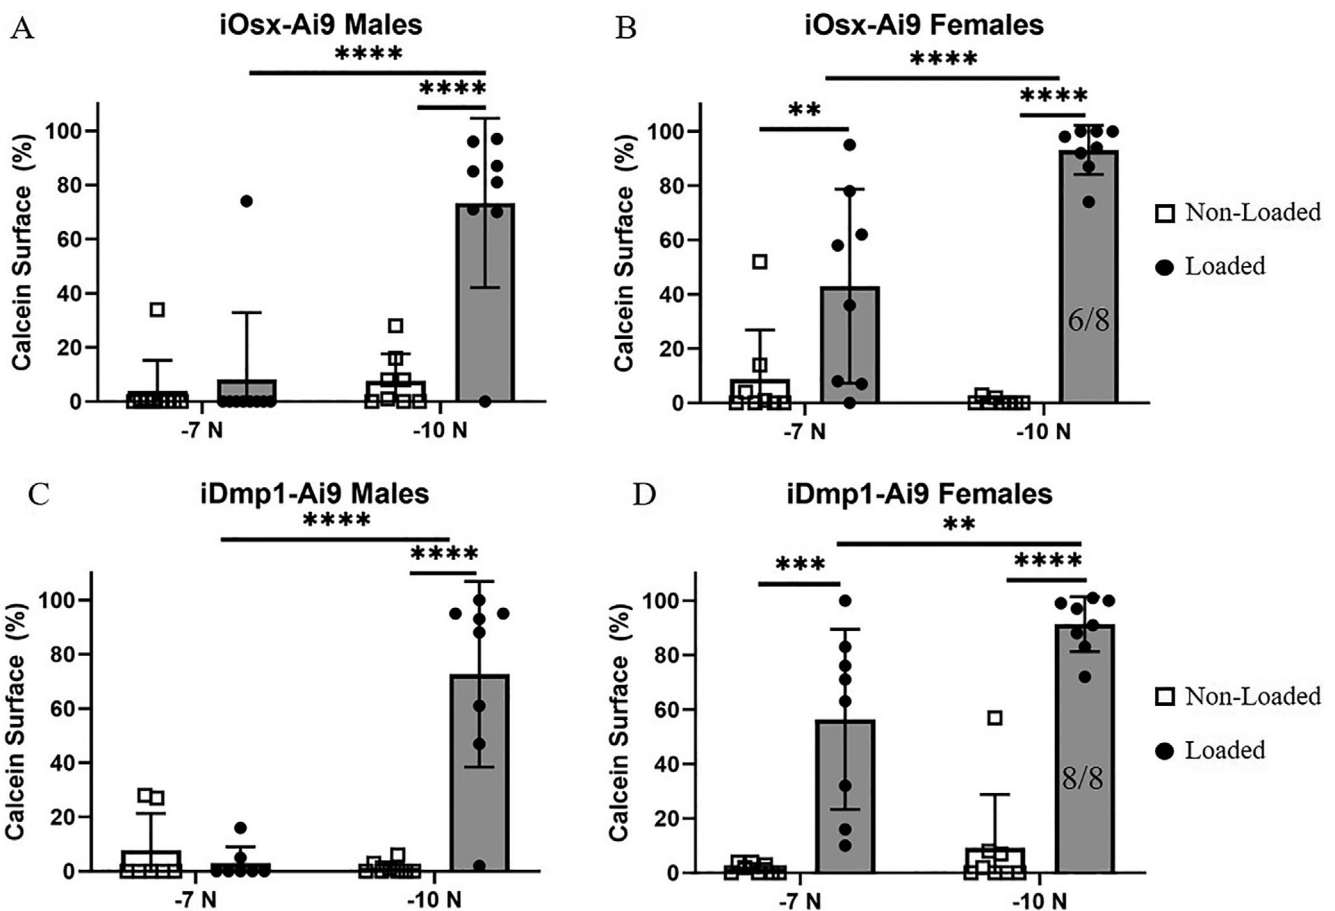 A
iOsx-Ai9 Males
****
****
Calcein Surface (%)
100
80
60
40
20
0
-7 N
-10 N
B
iOsx-Ai9 Females
****
**
****
Calcein Surface (%)
100
80
60
40
20
0
6/8
-7 N
-10 N
Non-Loaded
Loaded
C
iDmp1-Ai9 Males
****
****
Calcein Surface (%)
100
80
60
40
20
0
-7 N
-10 N
D
iDmp1-Ai9 Females
**
***
****
Calcein Surface (%)
100
80
60
40
20
0
8/8
-7 N
-10 N
Non-Loaded
Loaded